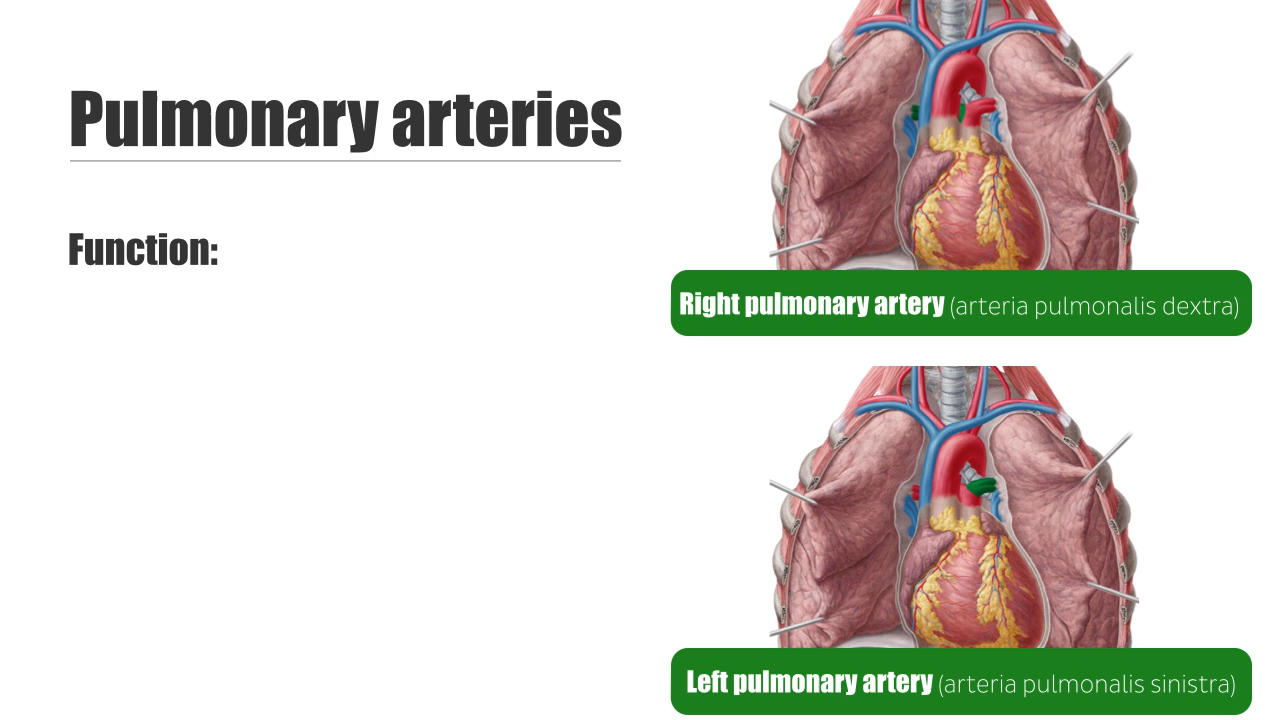 Pulmonary arteries
Function:
Right pulmonary artery (arteria pulmonalis dextra)
Left pulmonary artery (arteria pulmonalis sinistra)